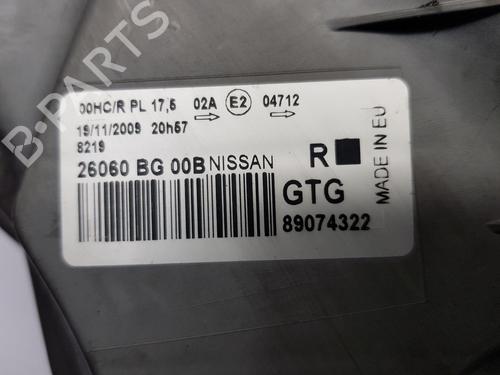 B-PARTS
00HC/R PL 17,5 02A E2 04712
19/11/2009 20h57
8219
26060 BG 00B NISSAN R
GTG
89074322
MADE IN EU